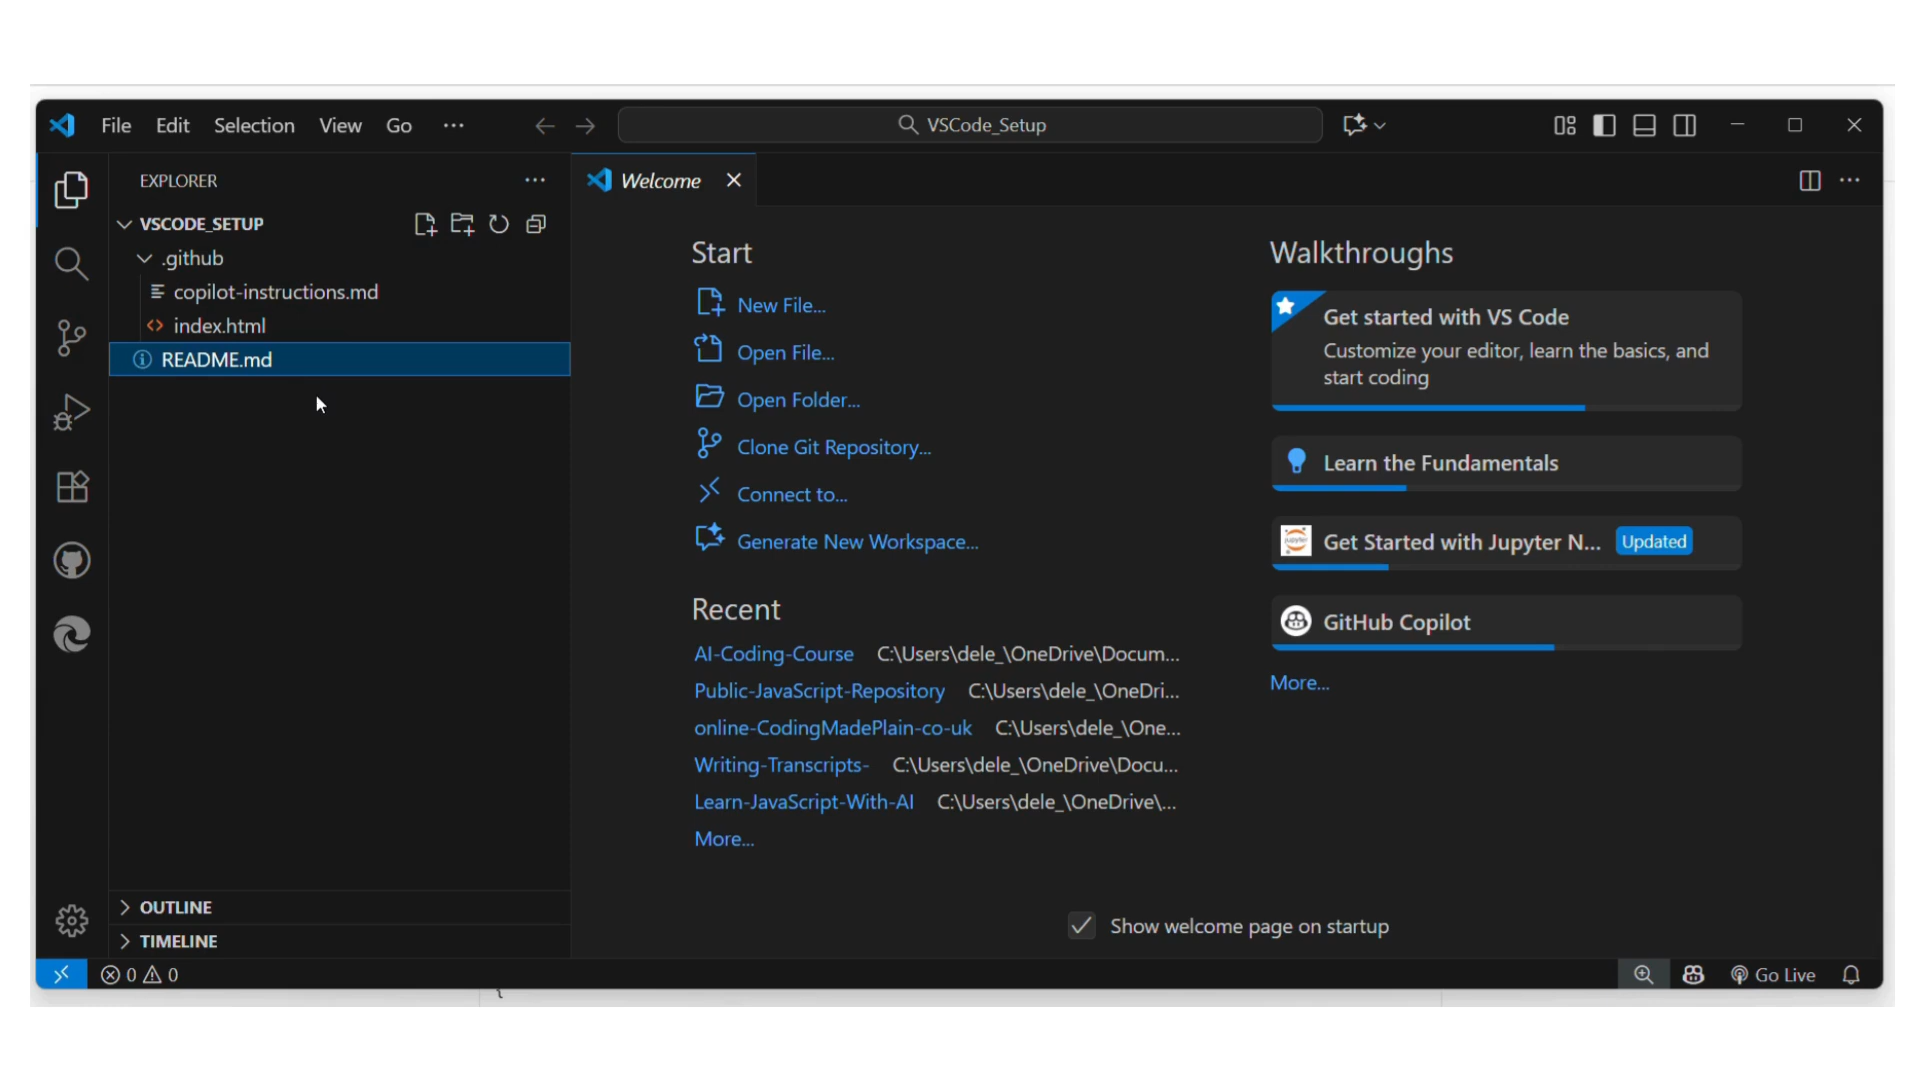 File Edit Selection View Go ···
VSCode_Setup
EXPLORER
VSCODE_SETUP
.github
copilot-instructions.md
index.html
README.md
OUTLINE
TIMELINE
Welcome
Start
New File...
Open File...
Open Folder...
Clone Git Repository...
Connect to...
Generate New Workspace...
Recent
AI-Coding-Course C:\Users\dele_\OneDrive\Docum...
Public-JavaScript-Repository C:\Users\dele_\OneDri...
online-CodingMadePlain-co-uk C:\Users\dele_\One...
Writing-Transcripts- C:\Users\dele_\OneDrive\Docu...
Learn-JavaScript-With-AI C:\Users\dele_\OneDrive\...
More...
Walkthroughs
Get started with VS Code
Customize your editor, learn the basics, and
start coding
Learn the Fundamentals
Get Started with Jupyter N... Updated
GitHub Copilot
More...
Show welcome page on startup
0 0
Go Live